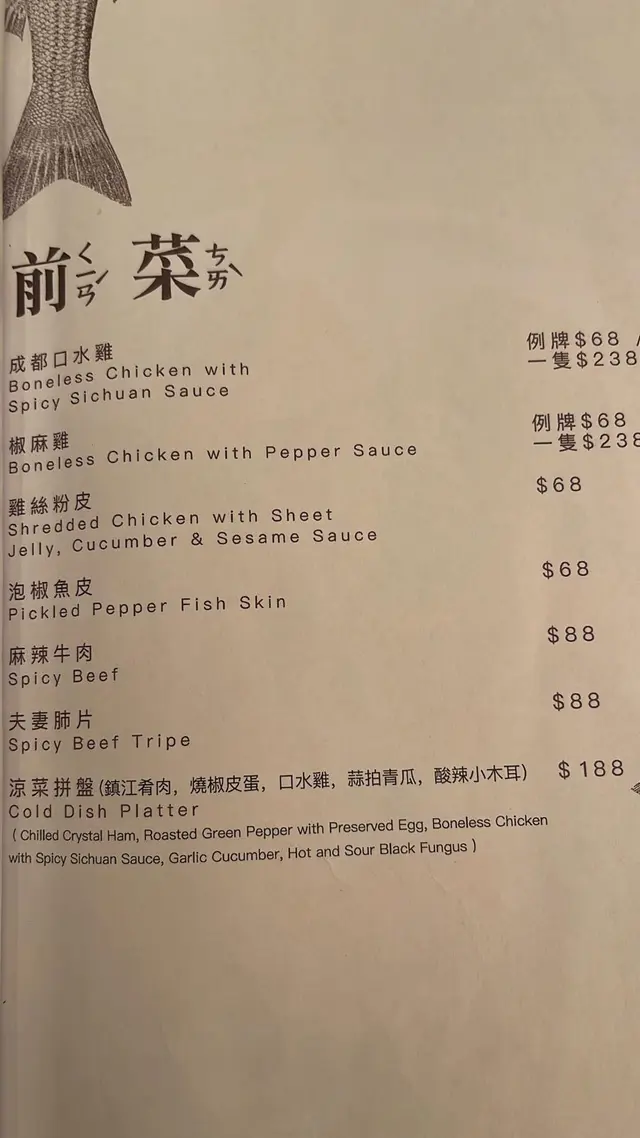 前ㄑㄧㄢˊ 菜ㄘㄞˋ
成都口水雞
Boneless Chicken with
Spicy Sichuan Sauce
例牌$68 /
一隻$238
椒麻雞
Boneless Chicken with Pepper Sauce
例牌$68
一隻$238
雞絲粉皮
Shredded Chicken with Sheet
Jelly, Cucumber & Sesame Sauce
$68
泡椒魚皮
Pickled Pepper Fish Skin
$68
麻辣牛肉
Spicy Beef
$88
夫妻肺片
Spicy Beef Tripe
$88
涼菜拼盤(鎮江肴肉，燒椒皮蛋，口水雞，蒜拍青瓜，酸辣小木耳) $188
Cold Dish Platter
( Chilled Crystal Ham, Roasted Green Pepper with Preserved Egg, Boneless Chicken
with Spicy Sichuan Sauce, Garlic Cucumber, Hot and Sour Black Fungus )